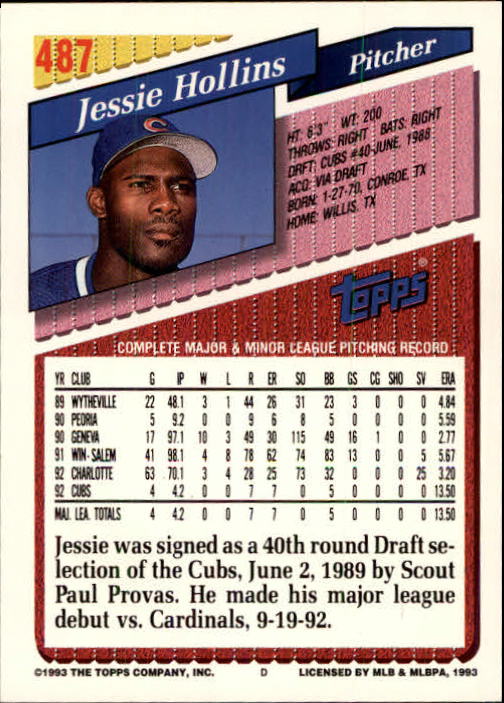 487
Jessie Hollins
Pitcher
HT: 6'3" WT: 200
THROWS: RIGHT BATS: RIGHT
DRFT: CUBS #40-JUNE, 1988
ACQ: VIA DRAFT
BORN: 1-27-70, CONROE, TX
HOME: WILLIS, TX
C
topps®
COMPLETE MAJOR & MINOR LEAGUE PITCHING RECORD
YR CLUB G IP W L R ER SO BB GS CG SHO SV ERA
89 WYTHEVILLE 22 48.1 3 1 44 26 31 23 3 0 0 0 4.84
90 PEORIA 5 9.2 0 0 9 6 8 5 0 0 0 0 5.59
90 GENEVA 17 97.1 10 3 49 30 115 49 16 1 0 0 2.77
91 WIN-SALEM 41 98.1 4 8 78 62 74 83 13 0 0 5 5.67
92 CHARLOTTE 63 70.1 3 4 28 25 73 32 0 0 0 25 3.20
92 CUBS 4 4.2 0 0 7 7 0 5 0 0 0 0 13.50
MAJ. LEA. TOTALS 4 4.2 0 0 7 7 0 5 0 0 0 0 13.50
Jessie was signed as a 40th round Draft se-
lection of the Cubs, June 2, 1989 by Scout
Paul Provas. He made his major league
debut vs. Cardinals, 9-19-92.
©1993 THE TOPPS COMPANY, INC. D LICENSED BY MLB & MLBPA, 1993